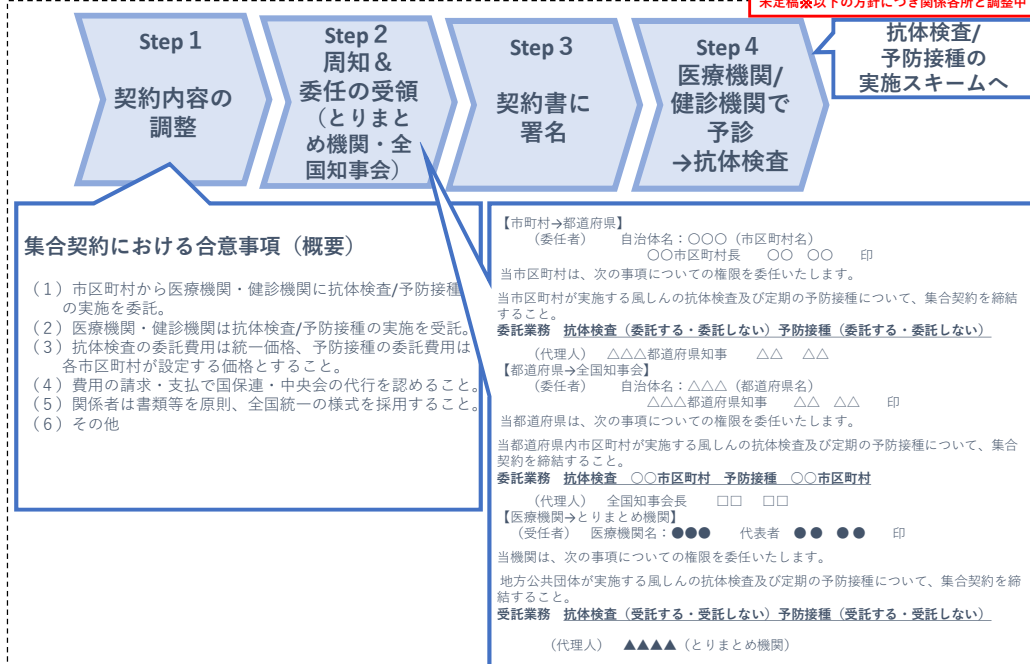 未定稿※以下の方針につき関係各所と調整中
Step 1
契約内容の
調整
Step 2
周知&
委任の受領
(とりまと
め機関・全
国知事会)
Step 3
契約書に
署名
Step 4
医療機関/
健診機関で
予診
→抗体検査
抗体検査/
予防接種の
実施スキームへ
集合契約における合意事項(概要)
(1)市区町村から医療機関・健診機関に抗体検査/予防接種
の実施を委託。
(2)医療機関・健診機関は抗体検査/予防接種の実施を受託。
(3)抗体検査の委託費用は統一価格、予防接種の委託費用は
各市区町村が設定する価格とすること。
(4)費用の請求・支払で国保連・中央会の代行を認めること。
(5)関係者は書類等を原則、全国統一の様式を採用すること。
(6)その他
【市町村→都道府県】
(委任者) 自治体名:〇〇〇(市区町村名)
〇〇市区町村長 〇〇 〇〇 印
当市区町村は、次の事項についての権限を委任いたします。
当市区町村が実施する風しんの抗体検査及び定期の予防接種について、集合契約を締結
すること。
委託業務 抗体検査(委託する・委託しない)予防接種(委託する・委託しない)
(代理人) △△△都道府県知事 △△ △△
【都道府県→全国知事会】
(委任者) 自治体名:△△△(都道府県名)
△△△都道府県知事 △△ △△ 印
当都道府県は、次の事項についての権限を委任いたします。
当都道府県内市区町村が実施する風しんの抗体検査及び定期の予防接種について、集合
契約を締結すること。
委託業務 抗体検査 〇〇市区町村 予防接種 〇〇市区町村
(代理人) 全国知事会長 □□ □□
【医療機関→とりまとめ機関】
(受任者) 医療機関名:●●● 代表者 ●● ●● 印
当機関は、次の事項についての権限を委任いたします。
地方公共団体が実施する風しんの抗体検査及び定期の予防接種について、集合契約を締
結すること。
受託業務 抗体検査(受託する・受託しない)予防接種(受託する・受託しない)
(代理人) ▲▲▲▲(とりまとめ機関)